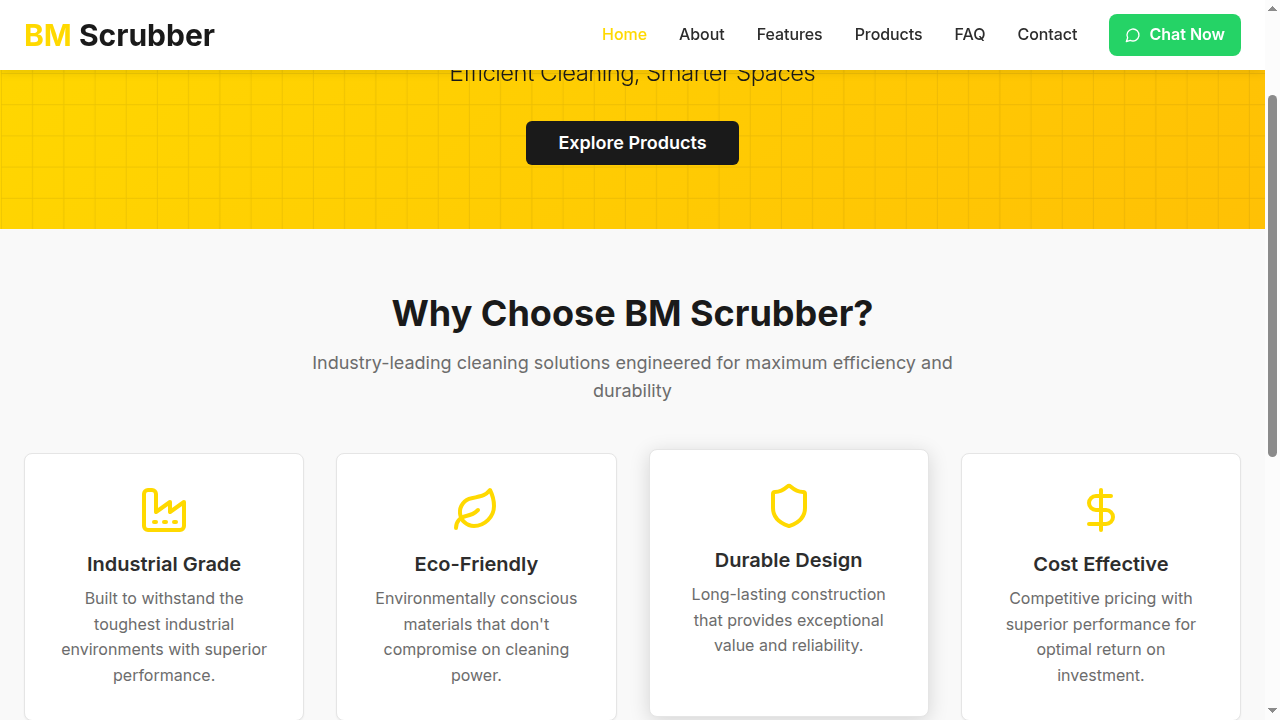 BM Scrubber
Home
About
Features
Products
FAQ
Contact
Chat Now
Efficient Cleaning, Smarter Spaces
Explore Products
Why Choose BM Scrubber?
Industry-leading cleaning solutions engineered for maximum efficiency and
durability
Industrial Grade
Built to withstand the
toughest industrial
environments with superior
performance.
Eco-Friendly
Environmentally conscious
materials that don't
compromise on cleaning
power.
Durable Design
Long-lasting construction
that provides exceptional
value and reliability.
Cost Effective
Competitive pricing with
superior performance for
optimal return on
investment.